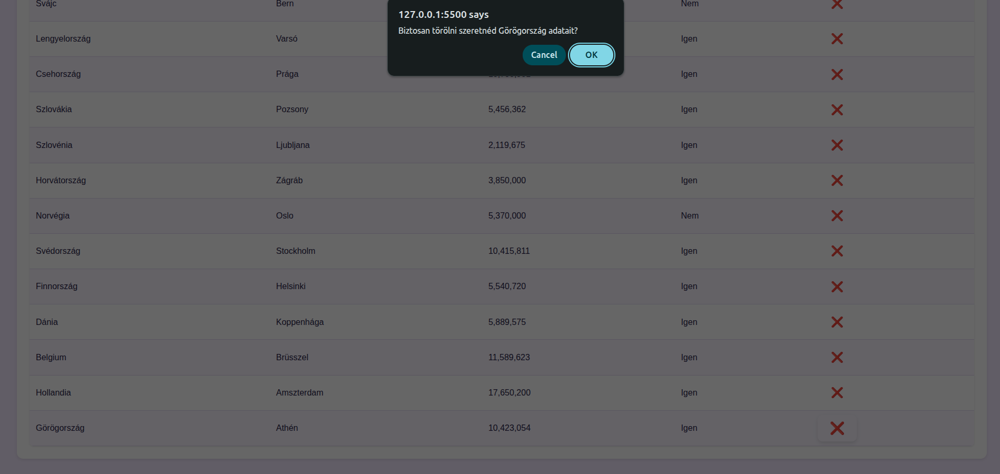 Svájc Bern Nem
127.0.0.1:5500 says
Biztosan törölni szeretnéd Görögország adatait?
Cancel OK
Lengyelország Varsó Igen
Csehország Prága Igen
Szlovákia Pozsony 5,456,362 Igen
Szlovénia Ljubljana 2,119,675 Igen
Horvátország Zágráb 3,850,000 Igen
Norvégia Oslo 5,370,000 Nem
Svédország Stockholm 10,415,811 Igen
Finnország Helsinki 5,540,720 Igen
Dánia Koppenhága 5,889,575 Igen
Belgium Brüsszel 11,589,623 Igen
Hollandia Amszterdam 17,650,200 Igen
Görögország Athén 10,423,054 Igen